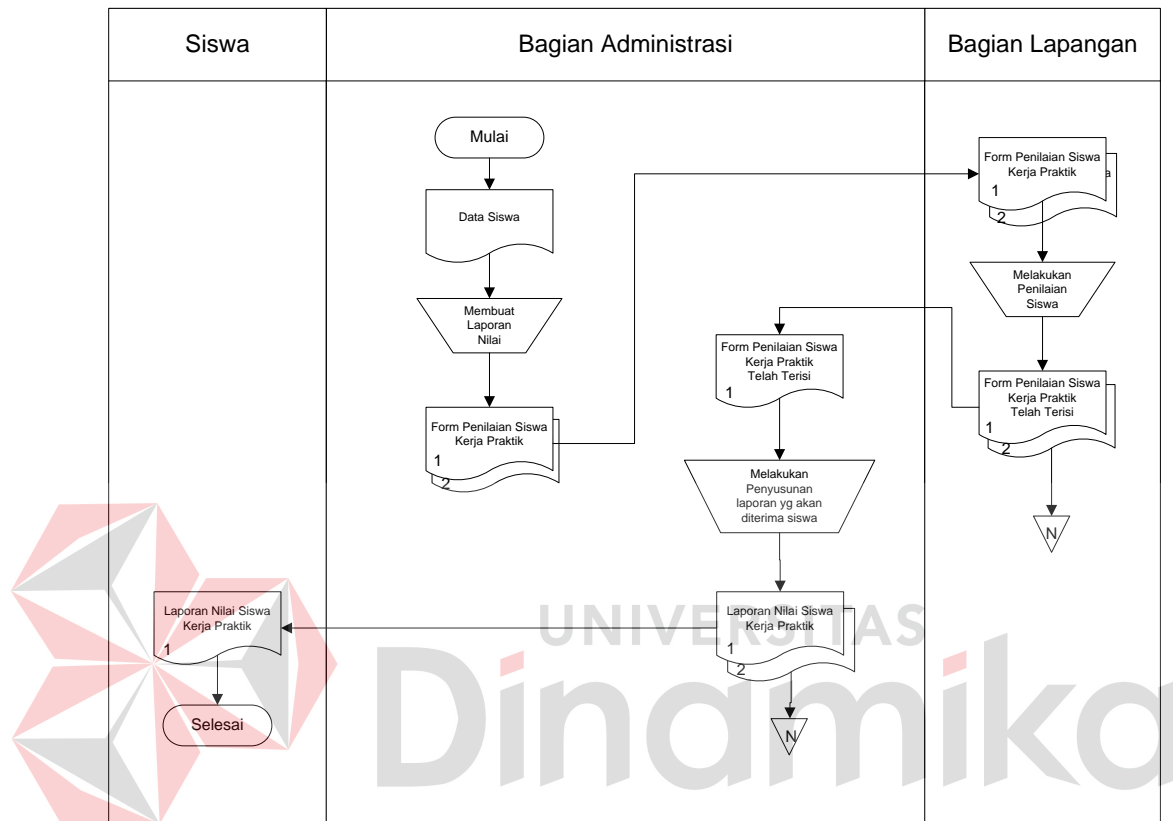 Siswa
Bagian Administrasi
Bagian Lapangan
Mulai
Data Siswa
Membuat
Laporan
Nilai
Form Penilaian Siswa
Kerja Praktik
1
2
Form Penilaian Siswa
Kerja Praktik
a
1
2
Melakukan
Penilaian
Siswa
Form Penilaian Siswa
Kerja Praktik
Telah Terisi
1
2
N
Form Penilaian Siswa
Kerja Praktik
Telah Terisi
1
Melakukan
Penyusunan
laporan yg akan
diterima siswa
Laporan Nilai Siswa
Kerja Praktik
1
2
N
Laporan Nilai Siswa
Kerja Praktik
1
Selesai
UNIVERSITAS
Dinamika